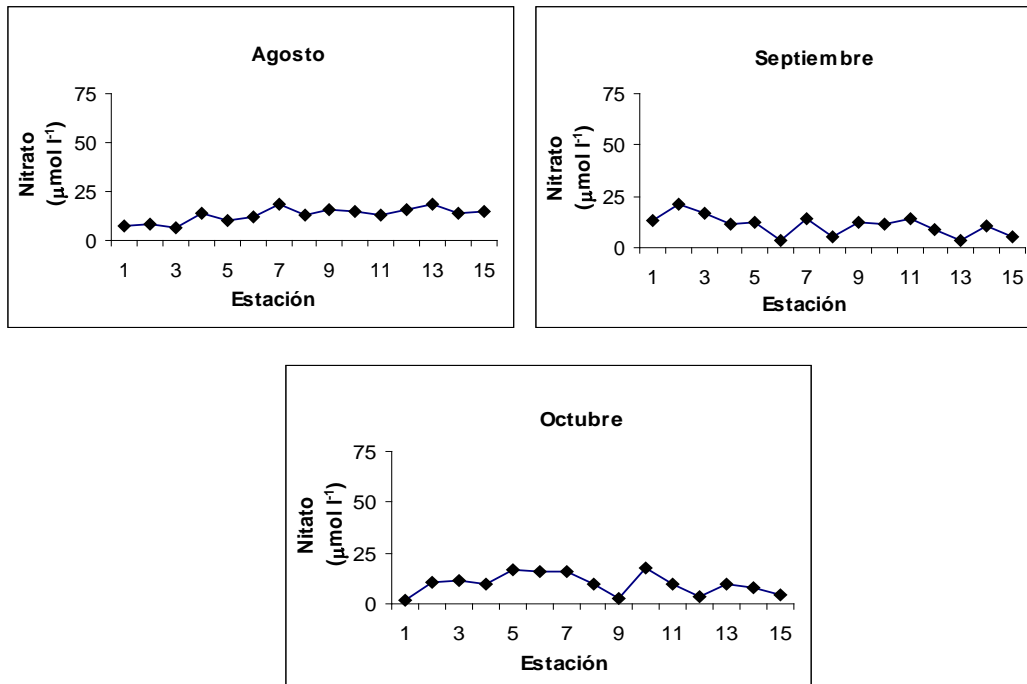 Agosto
75
50
25
0
Nitrato
(μmol l⁻¹)
1 3 5 7 9 11 13 15
Estación
Septiembre
75
50
25
0
Nitrato
(μmol l⁻¹)
1 3 5 7 9 11 13 15
Estación
Octubre
75
50
25
0
Nitato
(μmol l⁻¹)
1 3 5 7 9 11 13 15
Estación